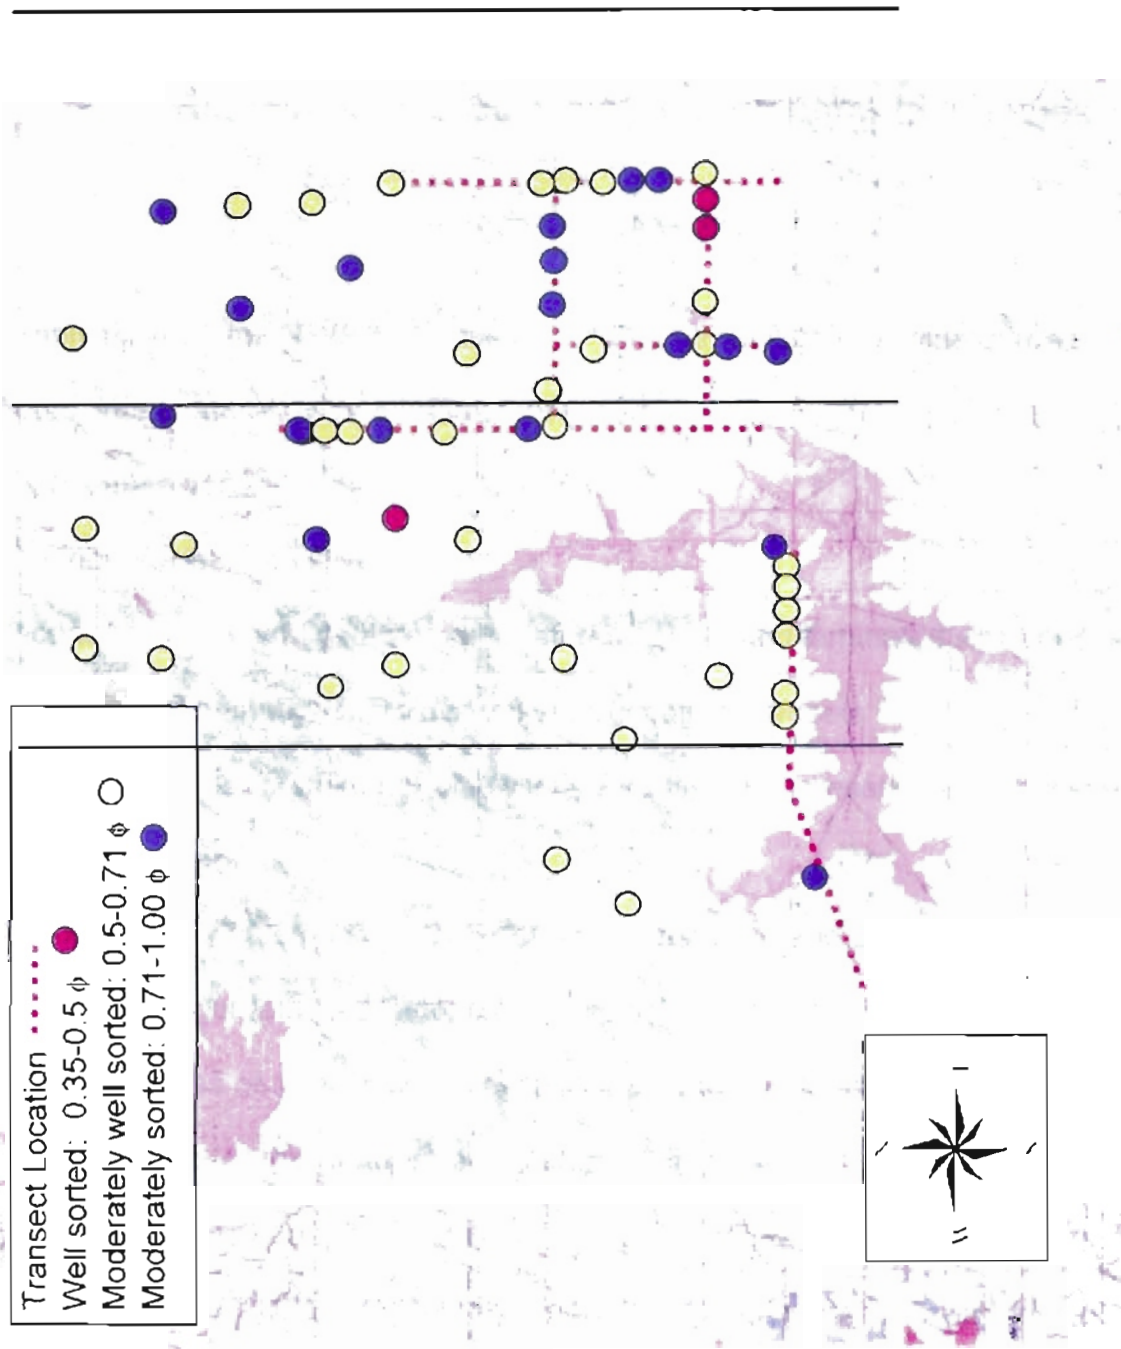 Transect Location
Well sorted: 0.35-0.5 ϕ
Moderately well sorted: 0.5-0.71 ϕ
Moderately sorted: 0.71-1.00 ϕ